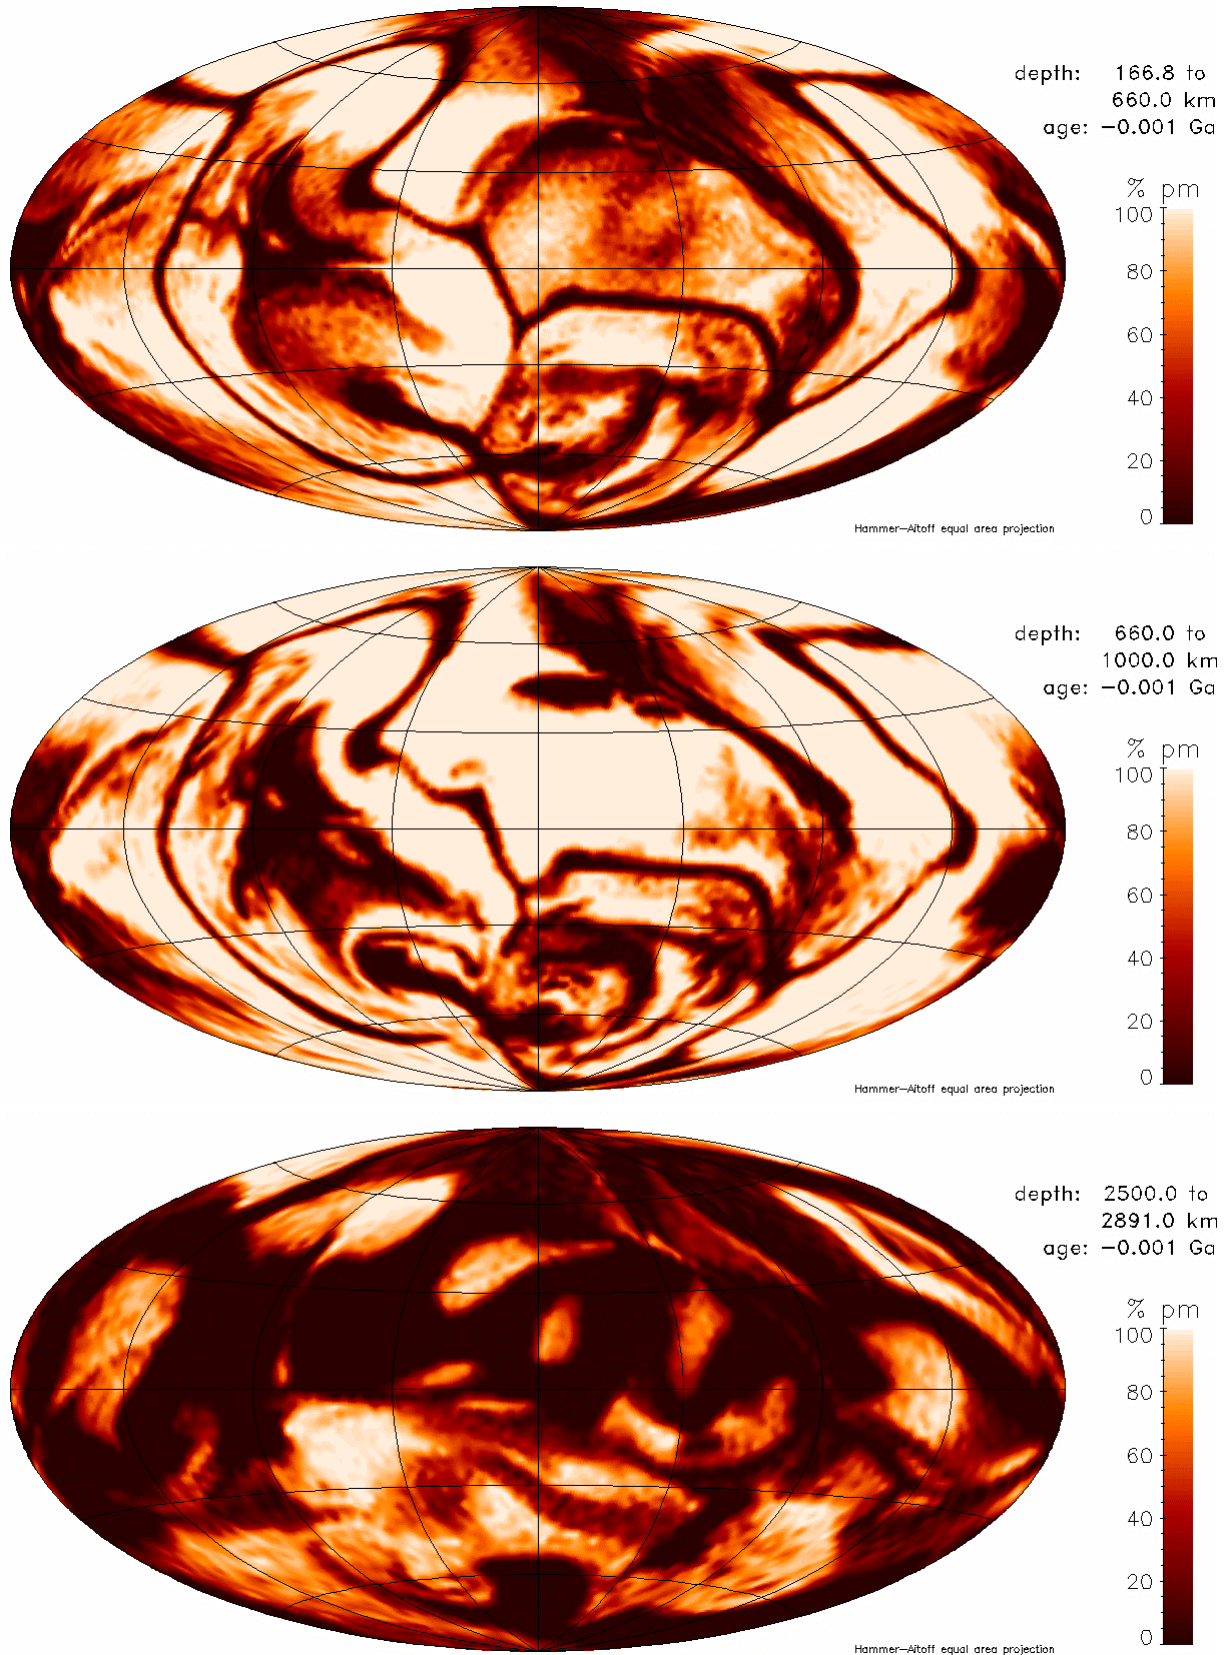 depth: 166.8 to
660.0 km
age: −0.001 Ga
% pm
100
80
60
40
20
0
Hammer−Aitoff equal area projection
depth: 660.0 to
1000.0 km
age: −0.001 Ga
% pm
100
80
60
40
20
0
Hammer−Aitoff equal area projection
depth: 2500.0 to
2891.0 km
age: −0.001 Ga
% pm
100
80
60
40
20
0
Hammer−Aitoff equal area projection